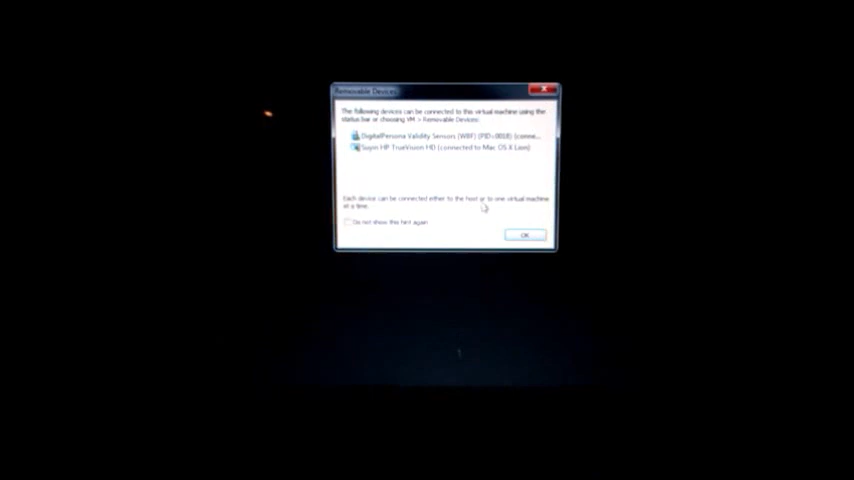 Removable Devices
The following devices can be connected to this virtual machine using the
status bar or choosing VM > Removable Devices:
DigitalPersona Validity Sensors (WBF) (PID=0018) (conne...
Suyin HP TrueVision HD (connected to Mac OS X Lion)
Each device can be connected either to the host or to one virtual machine
at a time.
Do not show this hint again
OK